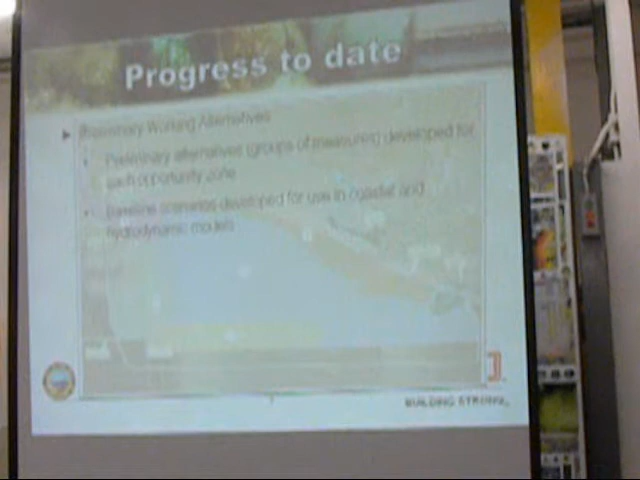 Progress to date
Preliminary Working Alternatives
Preliminary alternatives (groups of measures) developed for
each opportunity zone
Baseline scenarios developed for use in coastal and
hydrodynamic models
BUILDING STRONG